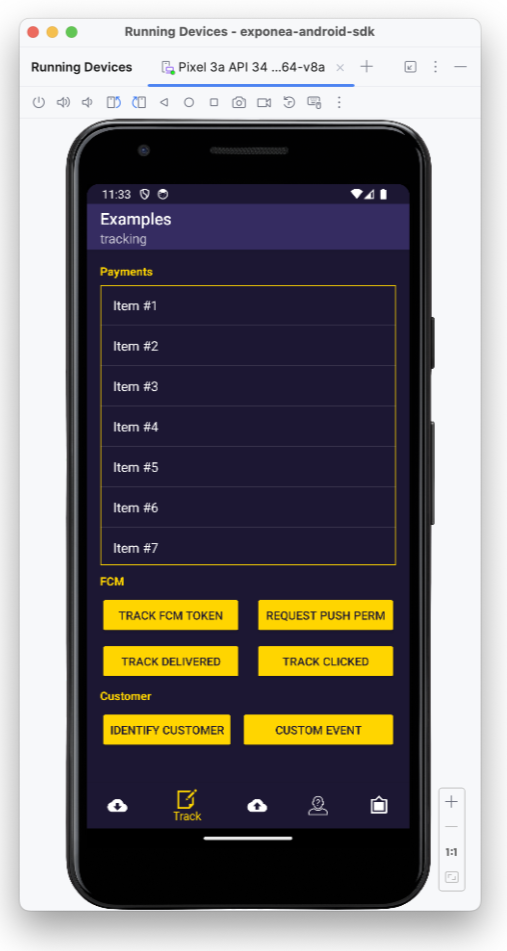 Running Devices - exponea-android-sdk
Running Devices
Pixel 3a API 34 ...64-v8a
11:33
Examples
tracking
Payments
Item #1
Item #2
Item #3
Item #4
Item #5
Item #6
Item #7
FCM
TRACK FCM TOKEN
REQUEST PUSH PERM
TRACK DELIVERED
TRACK CLICKED
Customer
IDENTIFY CUSTOMER
CUSTOM EVENT
Track
1:1